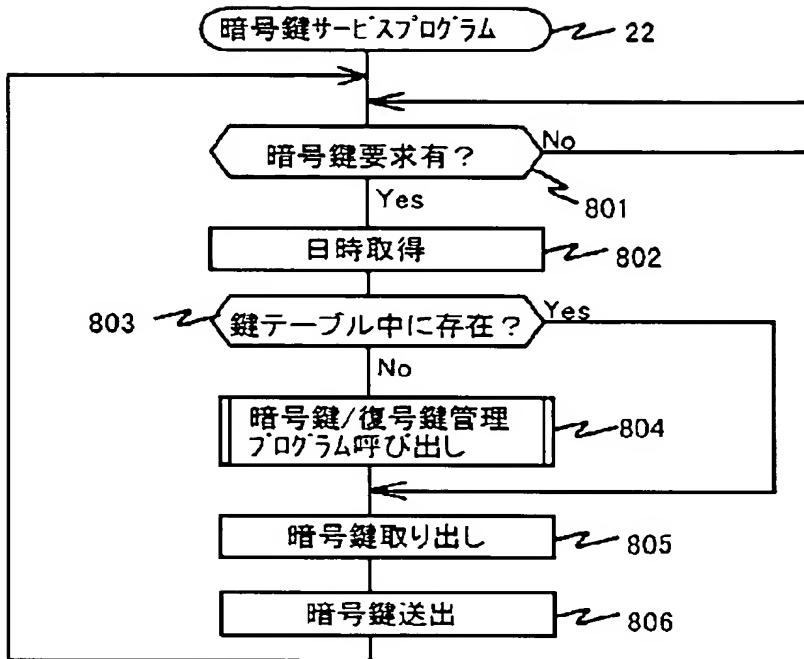 暗号鍵サービスプログラム
22
暗号鍵要求有？
No
801
Yes
日時取得
802
803
鍵テーブル中に存在？
Yes
No
暗号鍵/復号鍵管理
プログラム呼び出し
804
暗号鍵取り出し
805
暗号鍵送出
806